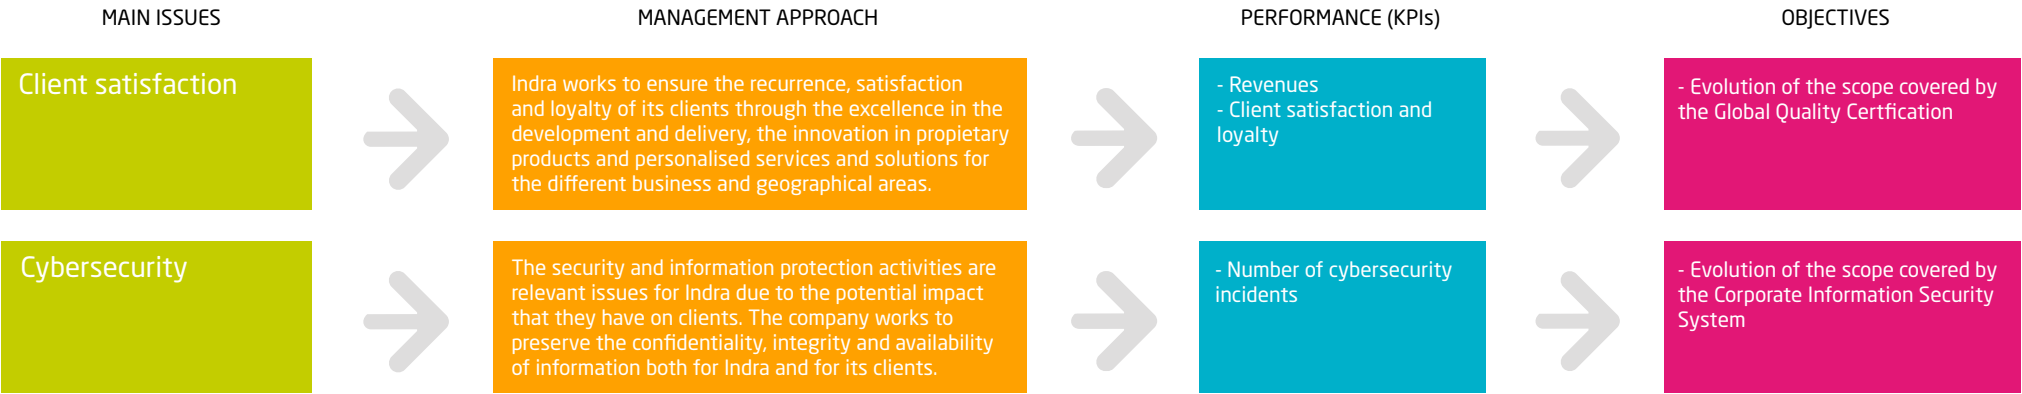 MAIN ISSUES
MANAGEMENT APPROACH
PERFORMANCE (KPIs)
OBJECTIVES
Client satisfaction
Indra works to ensure the recurrence, satisfaction
and loyalty of its clients through the excellence in the
development and delivery, the innovation in propietary
products and personalised services and solutions for
the different business and geographical areas.
- Revenues
- Client satisfaction and
loyalty
- Evolution of the scope covered by
the Global Quality Certfication
Cybersecurity
The security and information protection activities are
relevant issues for Indra due to the potential impact
that they have on clients. The company works to
preserve the confidentiality, integrity and availability
of information both for Indra and for its clients.
- Number of cybersecurity
incidents
- Evolution of the scope covered by
the Corporate Information Security
System